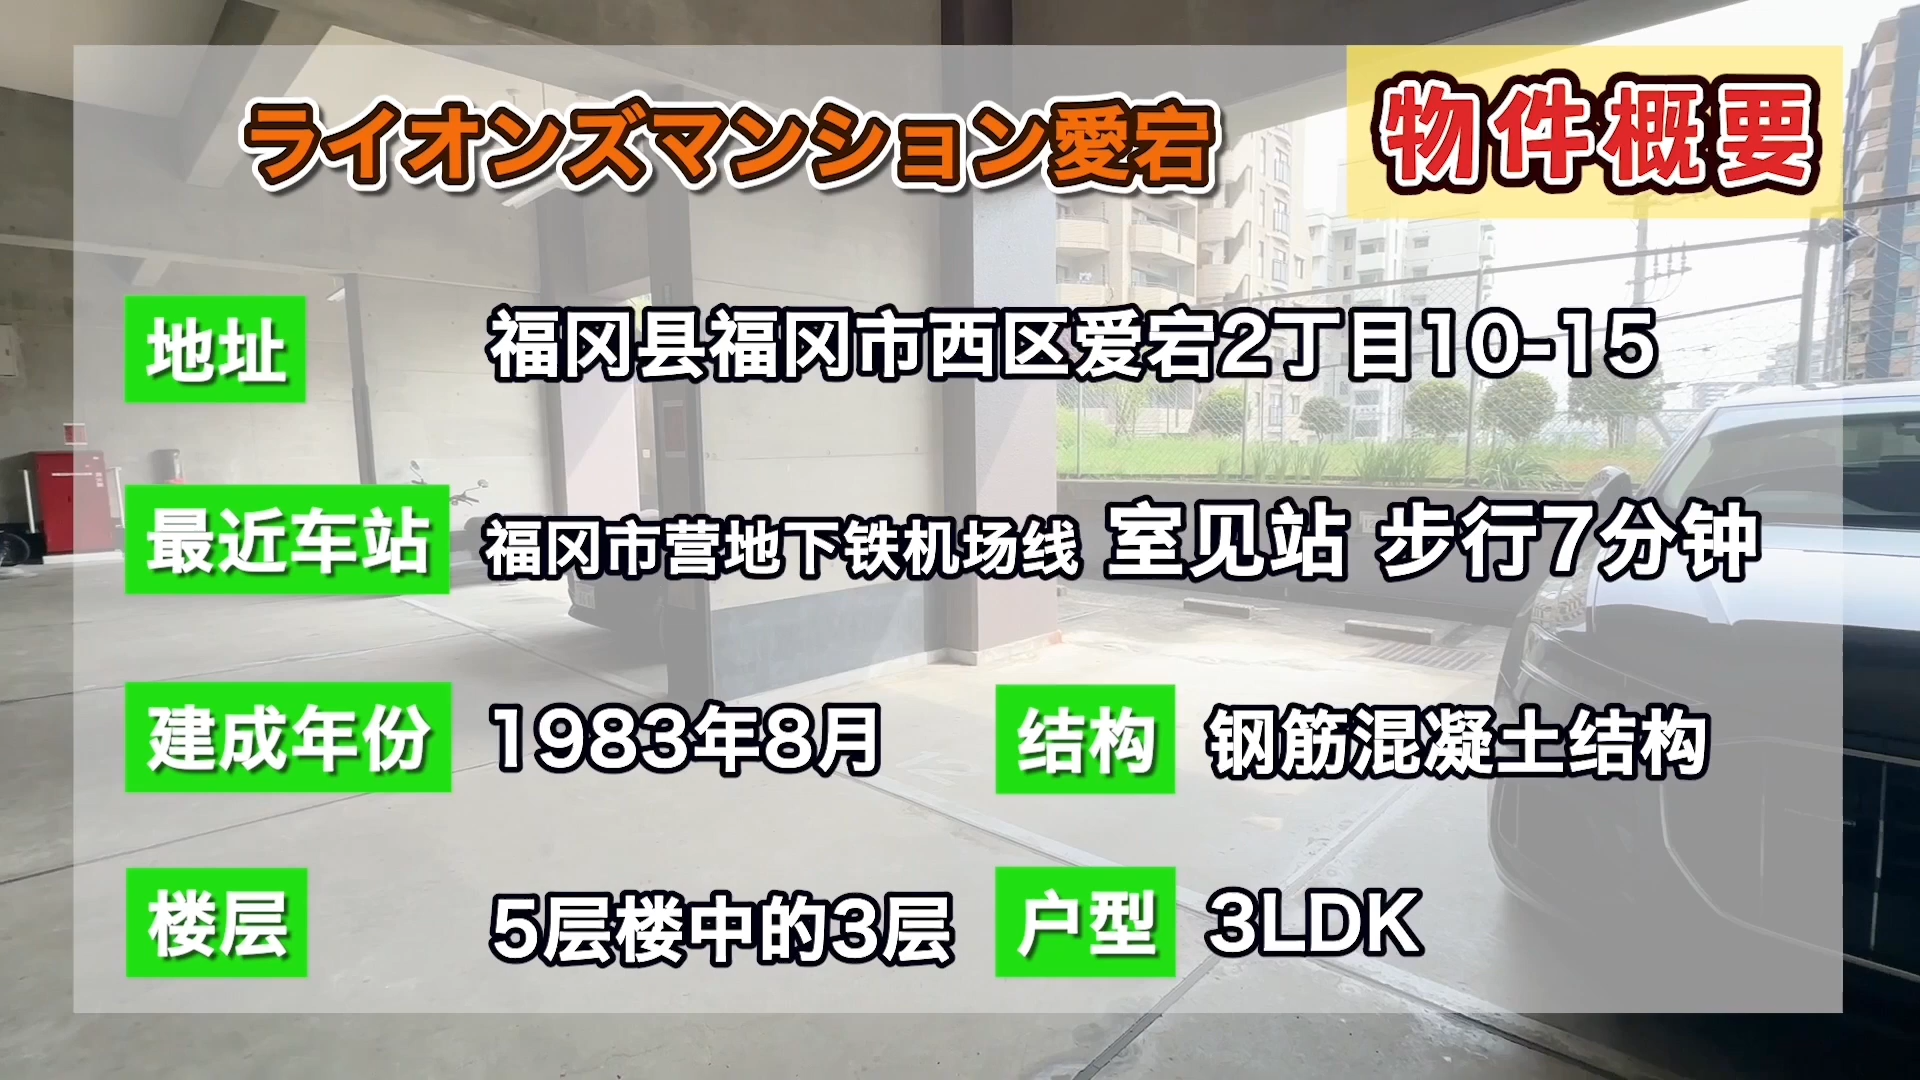 ライオンズマンション愛宕
物件概要
地址 福冈县福冈市西区爱宕2丁目10-15
最近车站 福冈市营地下铁机场线 室见站 步行7分钟
建成年份 1983年8月 结构 钢筋混凝土结构
楼层 5层楼中的3层 户型 3LDK